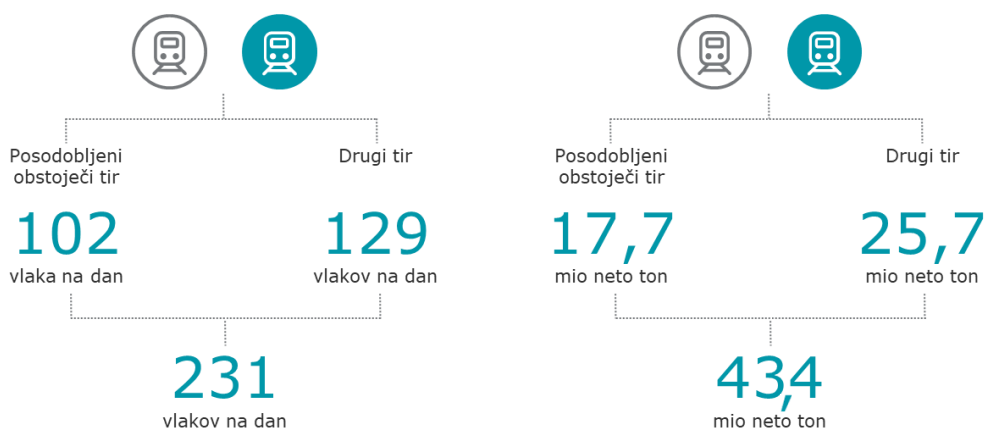 Posodobljeni
obstoječi tir
102
vlaka na dan
Drugi tir
129
vlakov na dan
231
vlakov na dan
Posodobljeni
obstoječi tir
17,7
mio neto ton
Drugi tir
25,7
mio neto ton
43,4
mio neto ton